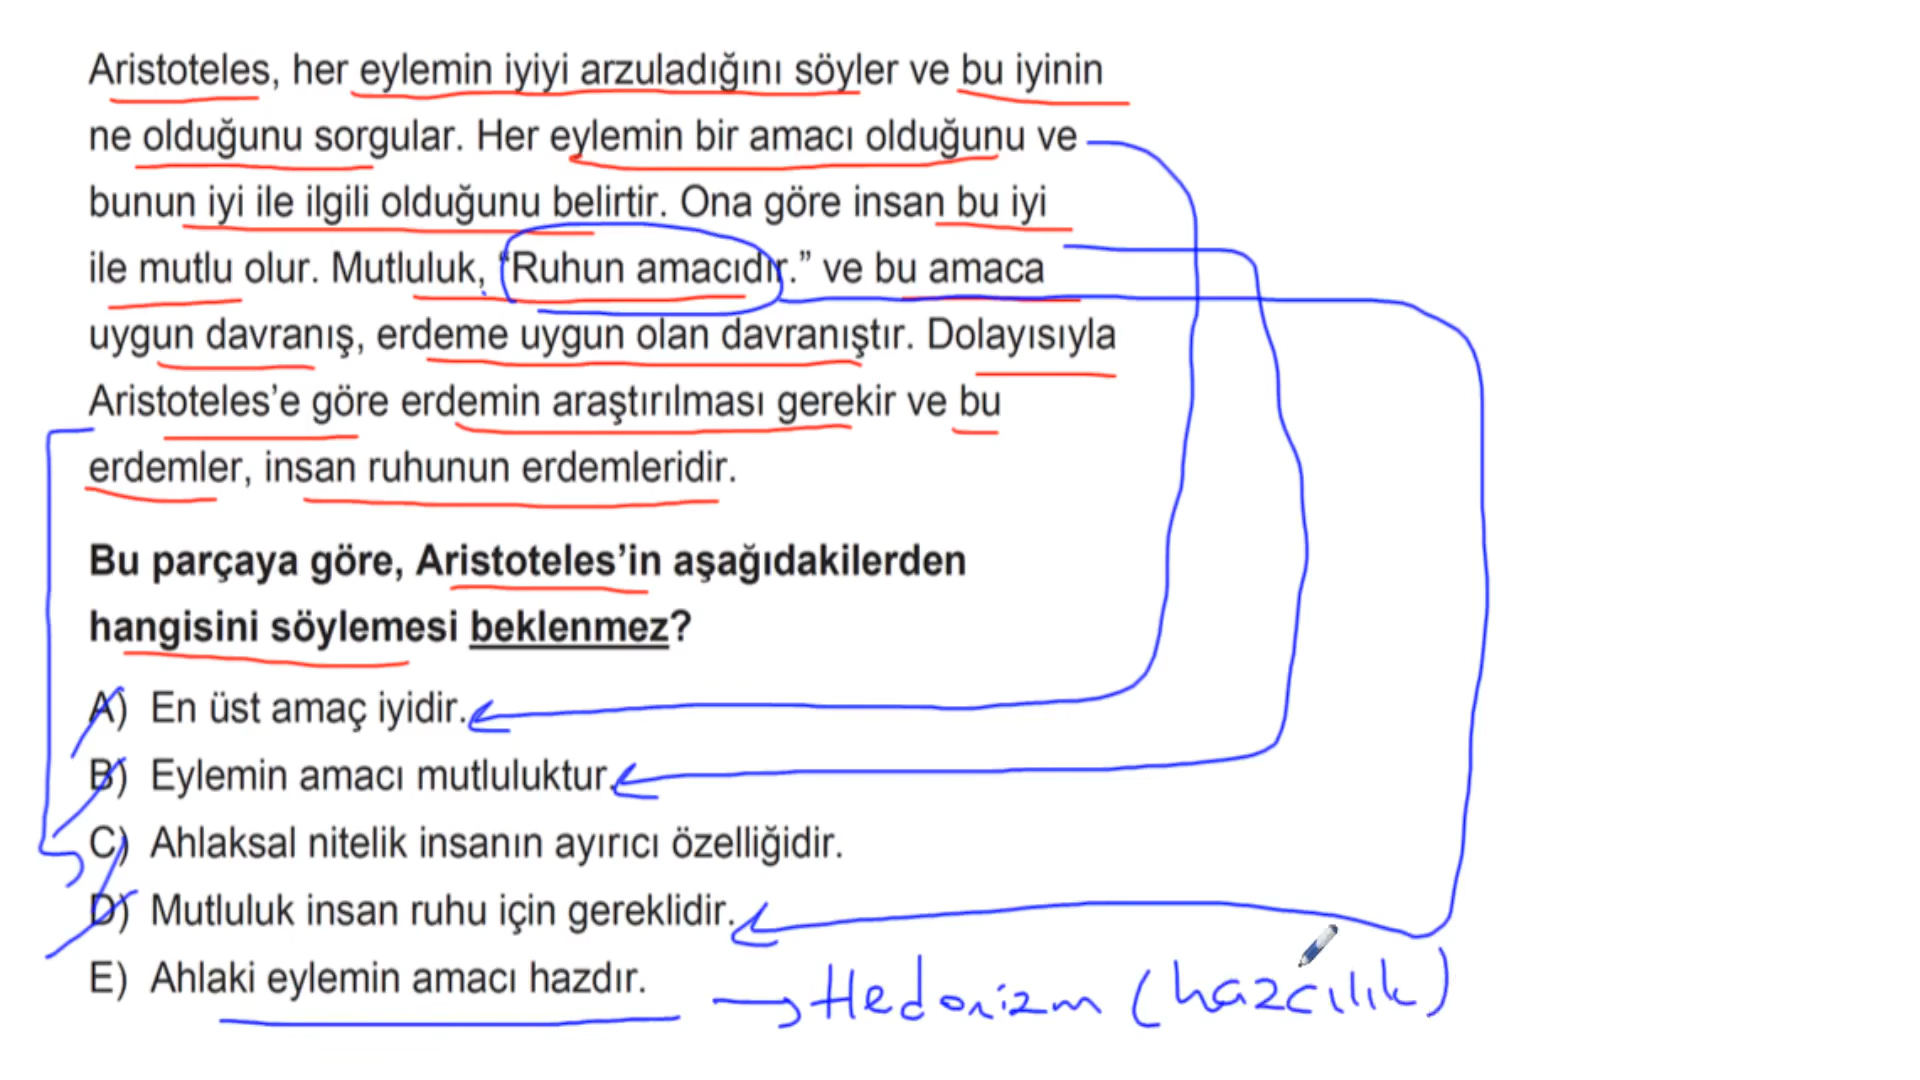 Aristoteles, her eylemin iyiyi arzuladığını söyler ve bu iyinin
ne olduğunu sorgular. Her eylemin bir amacı olduğunu ve
bunun iyi ile ilgili olduğunu belirtir. Ona göre insan bu iyi
ile mutlu olur. Mutluluk, “Ruhun amacıdır.” ve bu amaca
uygun davranış, erdeme uygun olan davranıştır. Dolayısıyla
Aristoteles’e göre erdemin araştırılması gerekir ve bu
erdemler, insan ruhunun erdemleridir.
Bu parçaya göre, Aristoteles’in aşağıdakilerden
hangisini söylemesi beklenmez?
A) En üst amaç iyidir.
B) Eylemin amacı mutluluktur.
C) Ahlaksal nitelik insanın ayırıcı özelliğidir.
D) Mutluluk insan ruhu için gereklidir.
E) Ahlaki eylemin amacı hazdır. → Hedonizm (hazcılık)